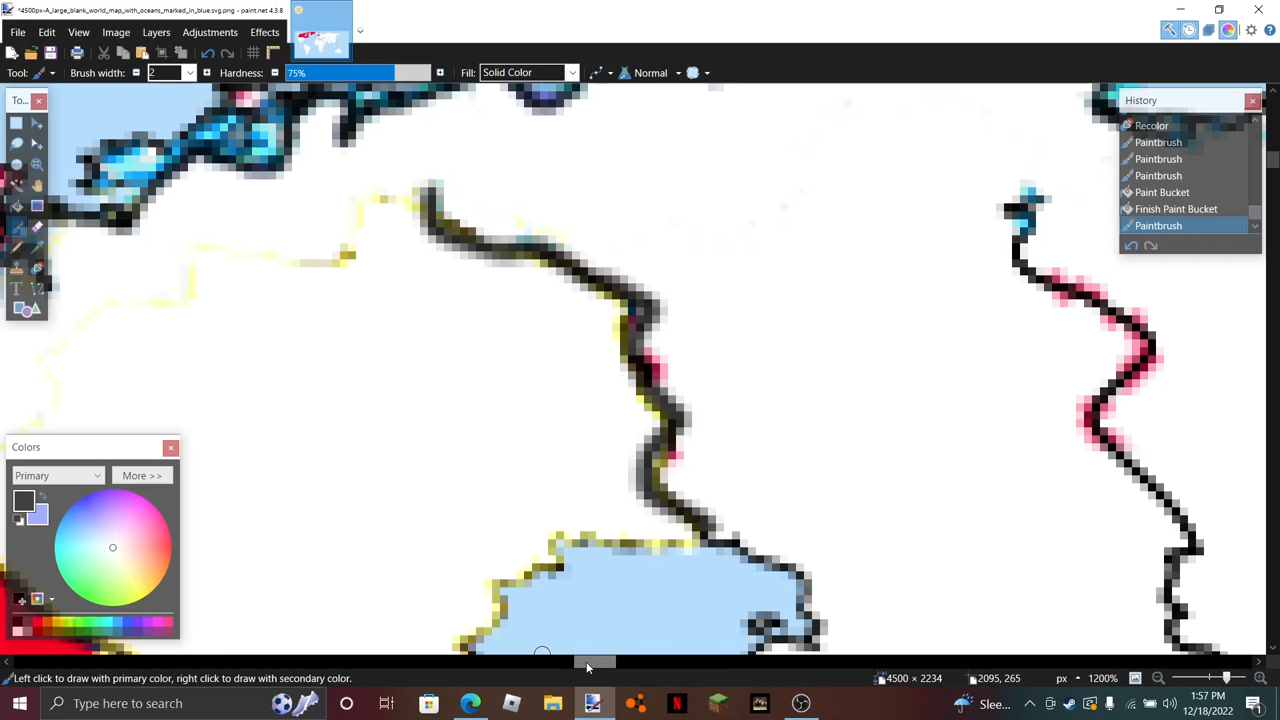 *4500px-A_large_blank_world_map_with_oceans_marked_in_blue.svg.png - paint.net 4.3.8
File Edit View Image Layers Adjustments Effects
Tool: Brush width: 2 Hardness: 75% Fill: Solid Color Normal
To...
History
Recolor
Paintbrush
Paintbrush
Paintbrush
Paint Bucket
Finish Paint Bucket
Paintbrush
Colors
Primary More >>
Left click to draw with primary color, right click to draw with secondary color. 4500 × 2234 2095, 265 px 1200%
Type here to search Slee... 1:57 PM
12/18/2022